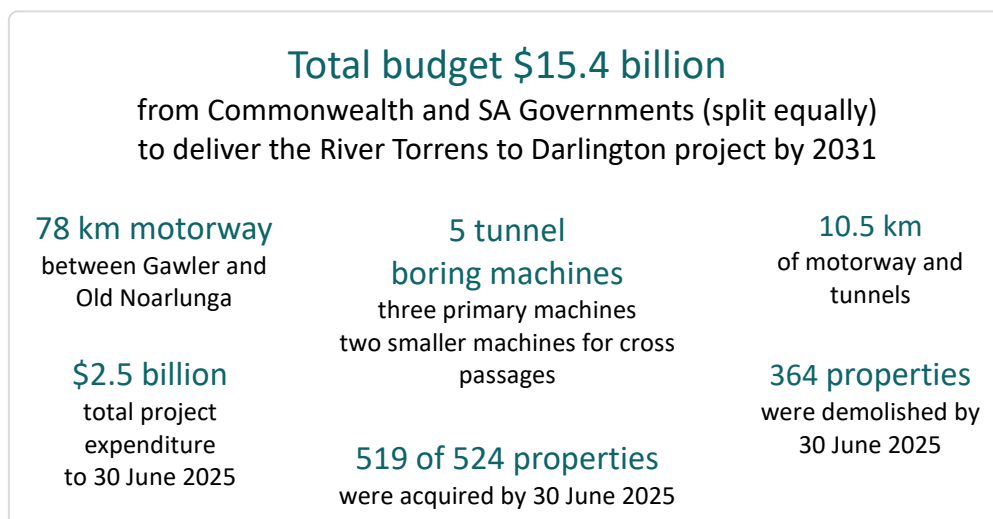 Total budget $15.4 billion
from Commonwealth and SA Governments (split equally)
to deliver the River Torrens to Darlington project by 2031
78 km motorway
between Gawler and
Old Noarlunga
5 tunnel
boring machines
three primary machines
two smaller machines for cross
passages
10.5 km
of motorway and
tunnels
$2.5 billion
total project
expenditure
to 30 June 2025
519 of 524 properties
were acquired by 30 June 2025
364 properties
were demolished by
30 June 2025